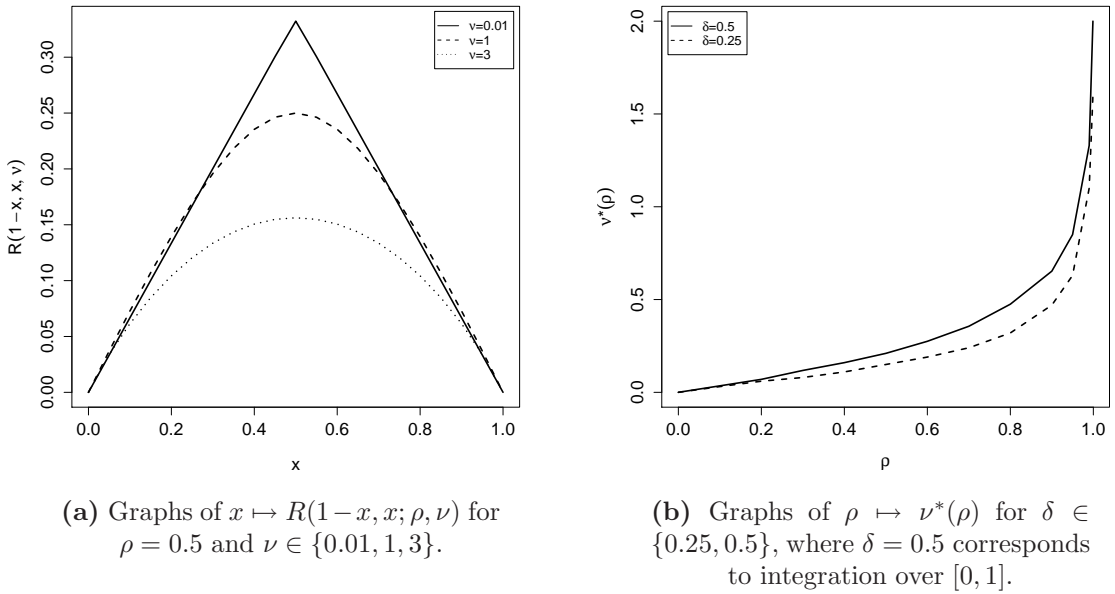 R(1−x, x, ν)
0.00 0.05 0.10 0.15 0.20 0.25 0.30
ν=0.01
ν=1
ν=3
0.0 0.2 0.4 0.6 0.8 1.0
x
(a) Graphs of x ↦ R(1−x, x; ρ, ν) for
ρ = 0.5 and ν ∈ {0.01, 1, 3}.
ν*(ρ)
0.0 0.5 1.0 1.5 2.0
δ=0.5
δ=0.25
0.0 0.2 0.4 0.6 0.8 1.0
ρ
(b) Graphs of ρ ↦ ν*(ρ) for δ ∈
{0.25, 0.5}, where δ = 0.5 corresponds
to integration over [0, 1].